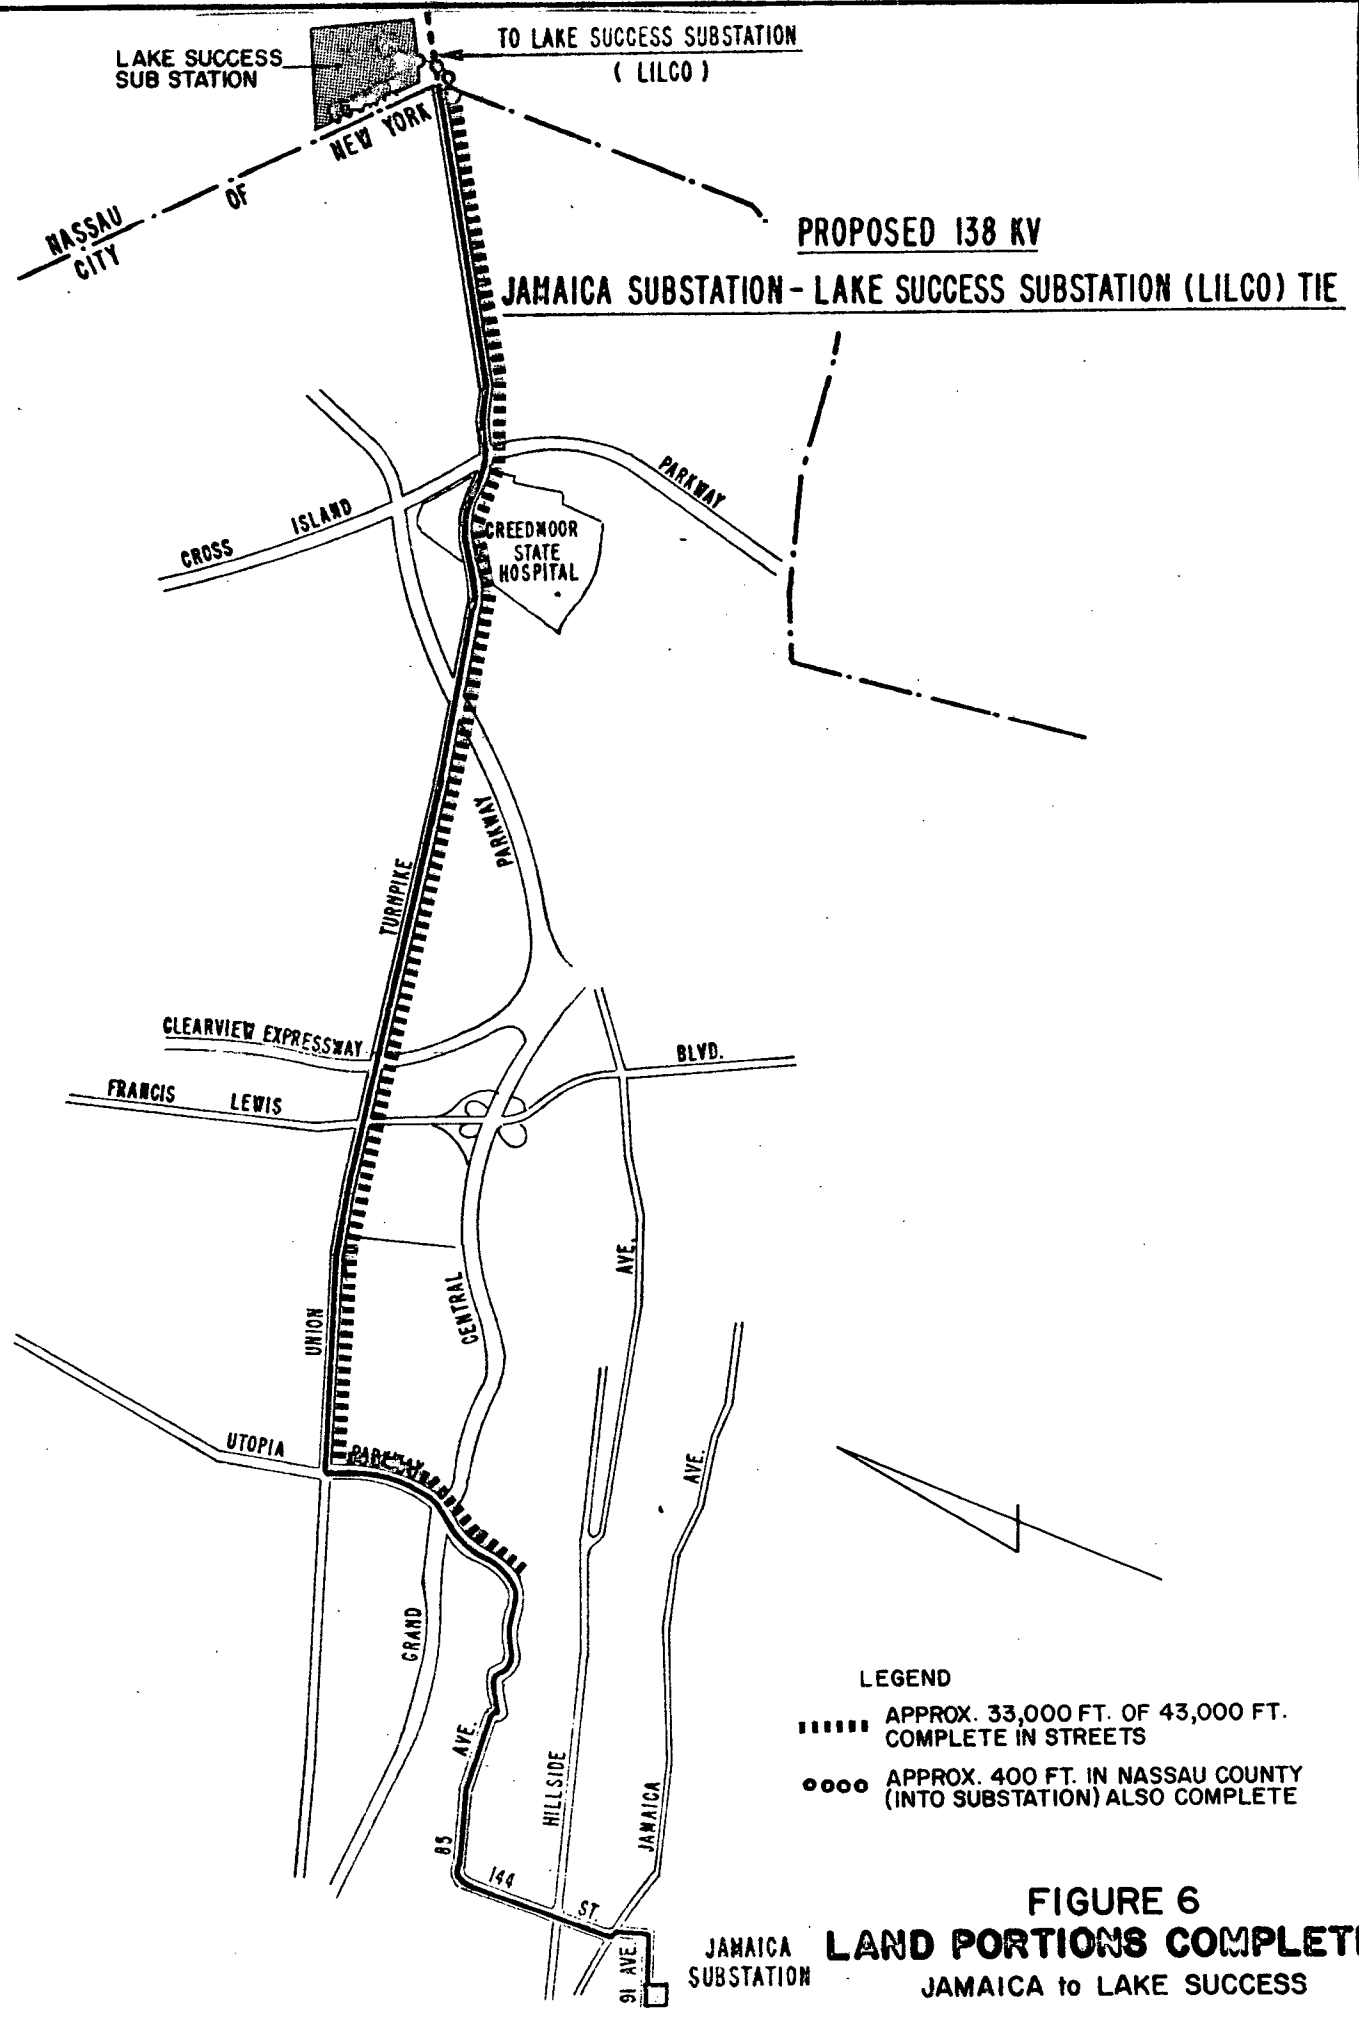 TO LAKE SUCCESS SUBSTATION
( LILCO )
LAKE SUCCESS
SUB STATION
NEW YORK
OF
NASSAU
CITY
PROPOSED 138 KV
JAMAICA SUBSTATION - LAKE SUCCESS SUBSTATION (LILCO) TIE
PARKWAY
ISLAND
CROSS
CREEDMOOR
STATE
HOSPITAL
PARKWAY
TURNPIKE
CLEARVIEW EXPRESSWAY
BLVD.
FRANCIS LEWIS
AVE.
CENTRAL
UNION
UTOPIA
PARKWAY
AVE.
GRAND
LEGEND
APPROX. 33,000 FT. OF 43,000 FT.
COMPLETE IN STREETS
APPROX. 400 FT. IN NASSAU COUNTY
(INTO SUBSTATION) ALSO COMPLETE
AVE.
HILLSIDE
JAMAICA
85
144
ST.
91 AVE.
JAMAICA
SUBSTATION
FIGURE 6
LAND PORTIONS COMPLET
JAMAICA to LAKE SUCCESS